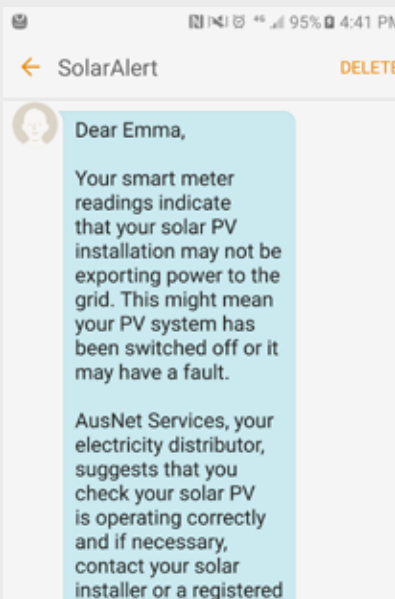 4G 95% 4:41 PM
SolarAlert DELETE
Dear Emma,
Your smart meter
readings indicate
that your solar PV
installation may not be
exporting power to the
grid. This might mean
your PV system has
been switched off or it
may have a fault.
AusNet Services, your
electricity distributor,
suggests that you
check your solar PV
is operating correctly
and if necessary,
contact your solar
installer or a registered